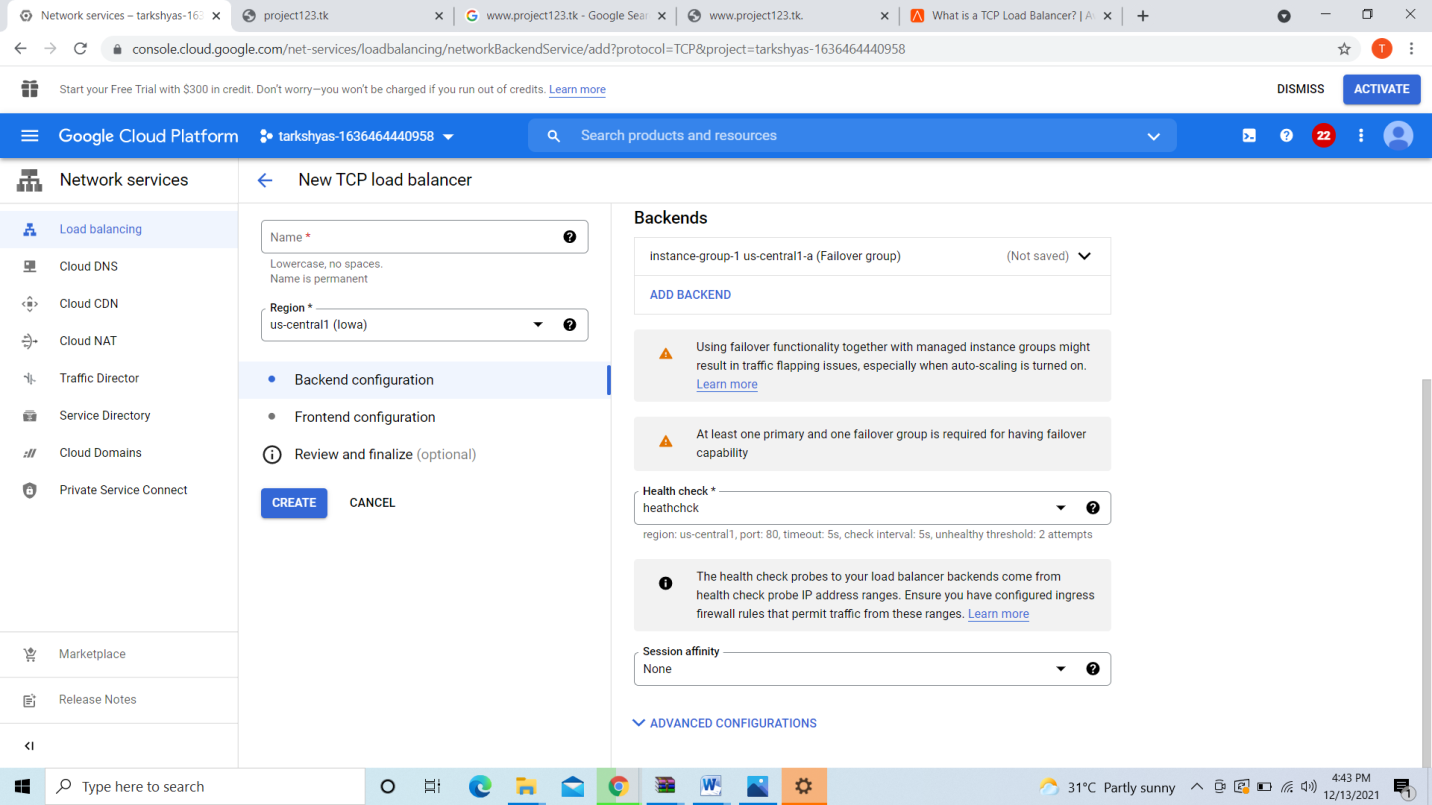 Network services – tarkshyas-163
project123.tk
www.project123.tk - Google Sear
www.project123.tk.
What is a TCP Load Balancer? | Av
console.cloud.google.com/net-services/loadbalancing/networkBackendService/add?protocol=TCP&project=tarkshyas-1636464440958
T
Start your Free Trial with $300 in credit. Don't worry—you won't be charged if you run out of credits. Learn more
DISMISS
ACTIVATE
Google Cloud Platform
tarkshyas-1636464440958
Search products and resources
22
Network services
New TCP load balancer
Load balancing
Cloud DNS
Cloud CDN
Cloud NAT
Traffic Director
Service Directory
Cloud Domains
Private Service Connect
Marketplace
Release Notes
Name *
Lowercase, no spaces.
Name is permanent
Region *
us-central1 (Iowa)
Backend configuration
Frontend configuration
Review and finalize (optional)
CREATE
CANCEL
Backends
instance-group-1 us-central1-a (Failover group)
(Not saved)
ADD BACKEND
Using failover functionality together with managed instance groups might
result in traffic flapping issues, especially when auto-scaling is turned on.
Learn more
At least one primary and one failover group is required for having failover
capability
Health check *
heathchck
region: us-central1, port: 80, timeout: 5s, check interval: 5s, unhealthy threshold: 2 attempts
The health check probes to your load balancer backends come from
health check probe IP address ranges. Ensure you have configured ingress
firewall rules that permit traffic from these ranges. Learn more
Session affinity
None
ADVANCED CONFIGURATIONS
Type here to search
31°C Partly sunny
4:43 PM
12/13/2021
1